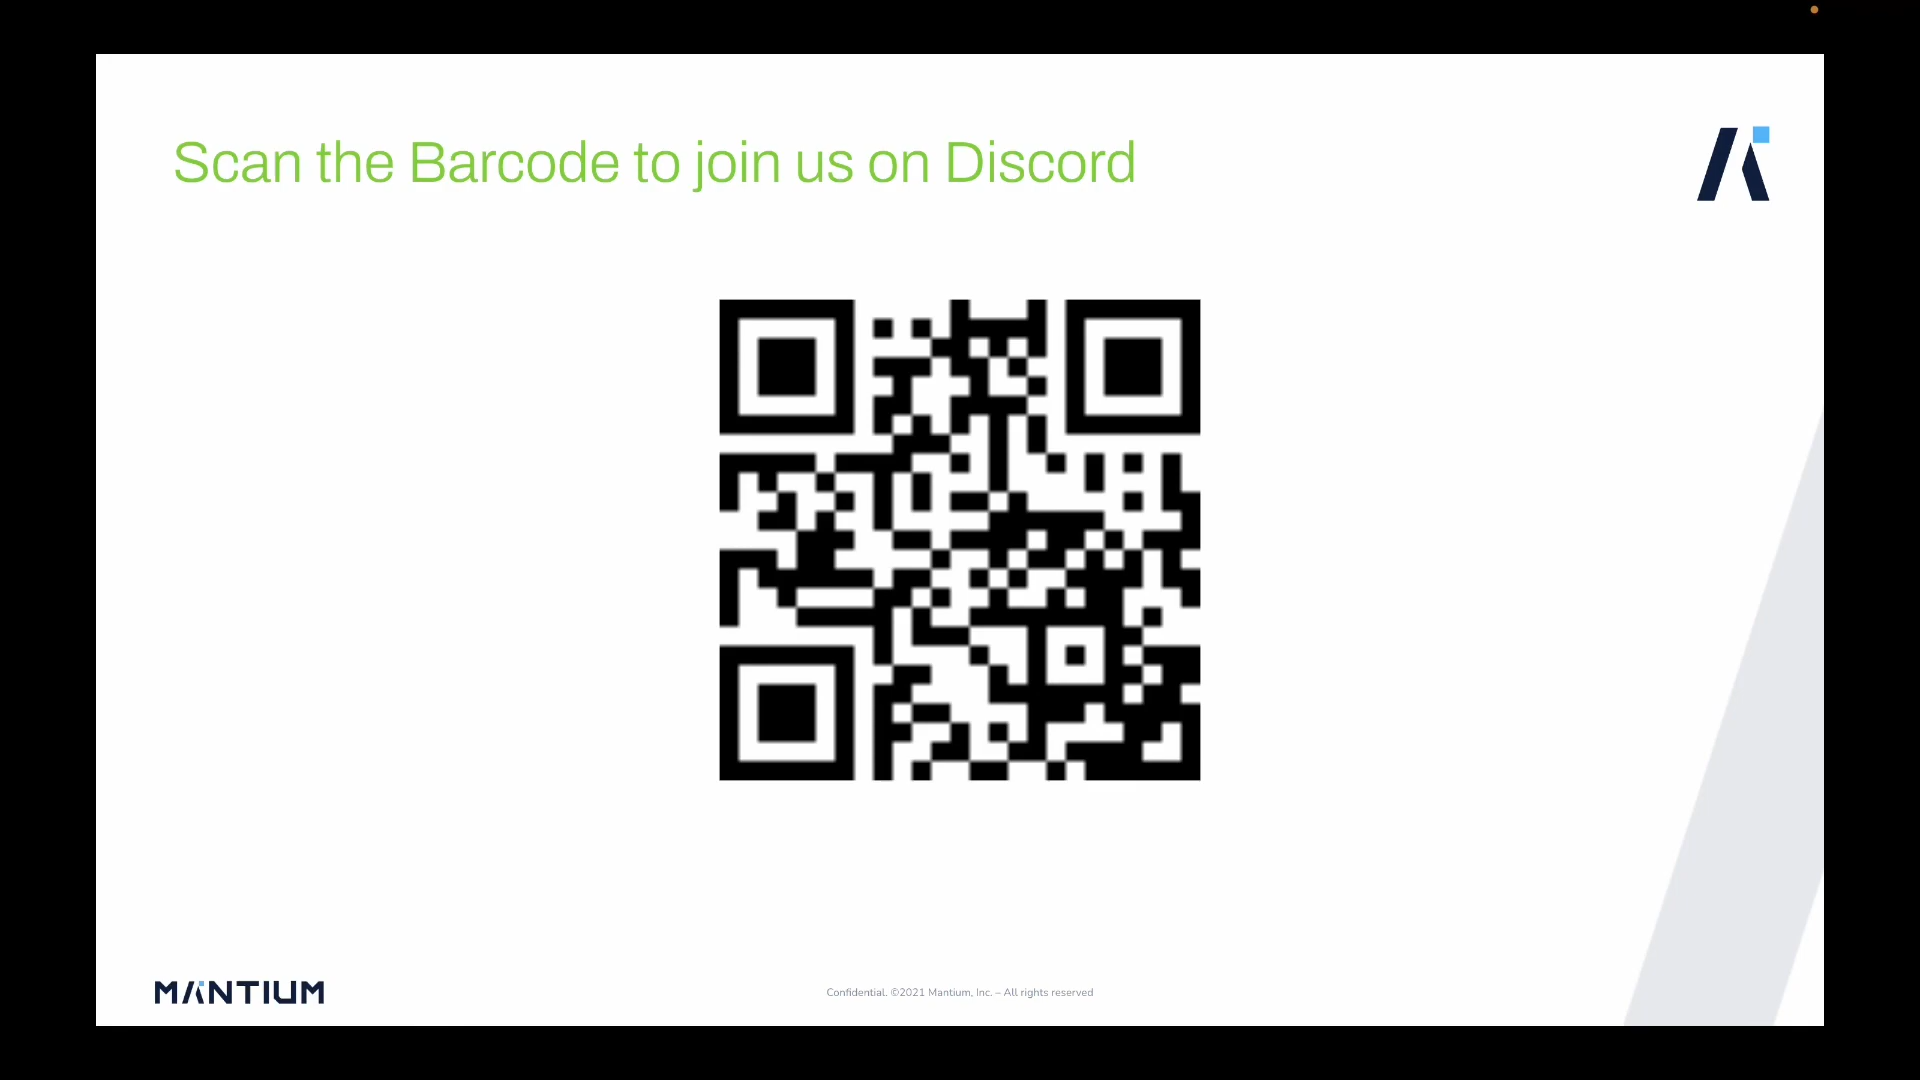 Scan the Barcode to join us on Discord
MANTIUM
Confidential. ©2021 Mantium, Inc. – All rights reserved